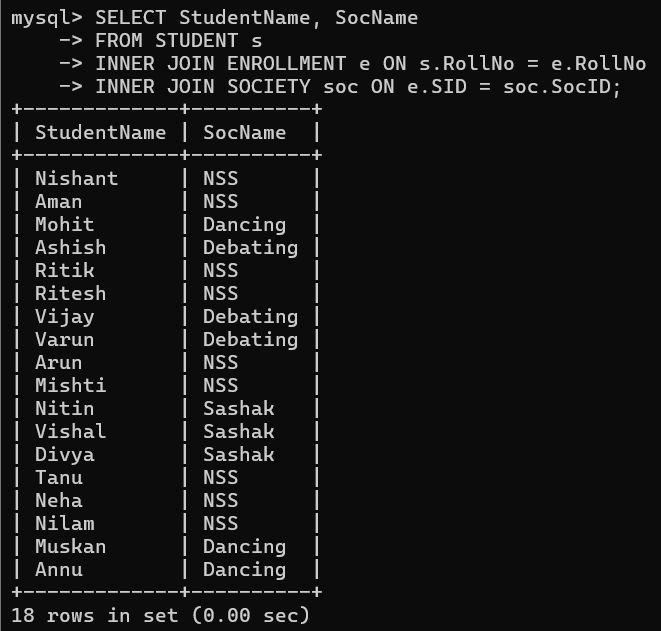 mysql> SELECT StudentName, SocName
    -> FROM STUDENT s
    -> INNER JOIN ENROLLMENT e ON s.RollNo = e.RollNo
    -> INNER JOIN SOCIETY soc ON e.SID = soc.SocID;
+-------------+----------+
| StudentName | SocName  |
+-------------+----------+
| Nishant     | NSS      |
| Aman        | NSS      |
| Mohit       | Dancing  |
| Ashish      | Debating |
| Ritik       | NSS      |
| Ritesh      | NSS      |
| Vijay       | Debating |
| Varun       | Debating |
| Arun        | NSS      |
| Mishti      | NSS      |
| Nitin       | Sashak   |
| Vishal      | Sashak   |
| Divya       | Sashak   |
| Tanu        | NSS      |
| Neha        | NSS      |
| Nilam       | NSS      |
| Muskan      | Dancing  |
| Annu        | Dancing  |
+-------------+----------+
18 rows in set (0.00 sec)